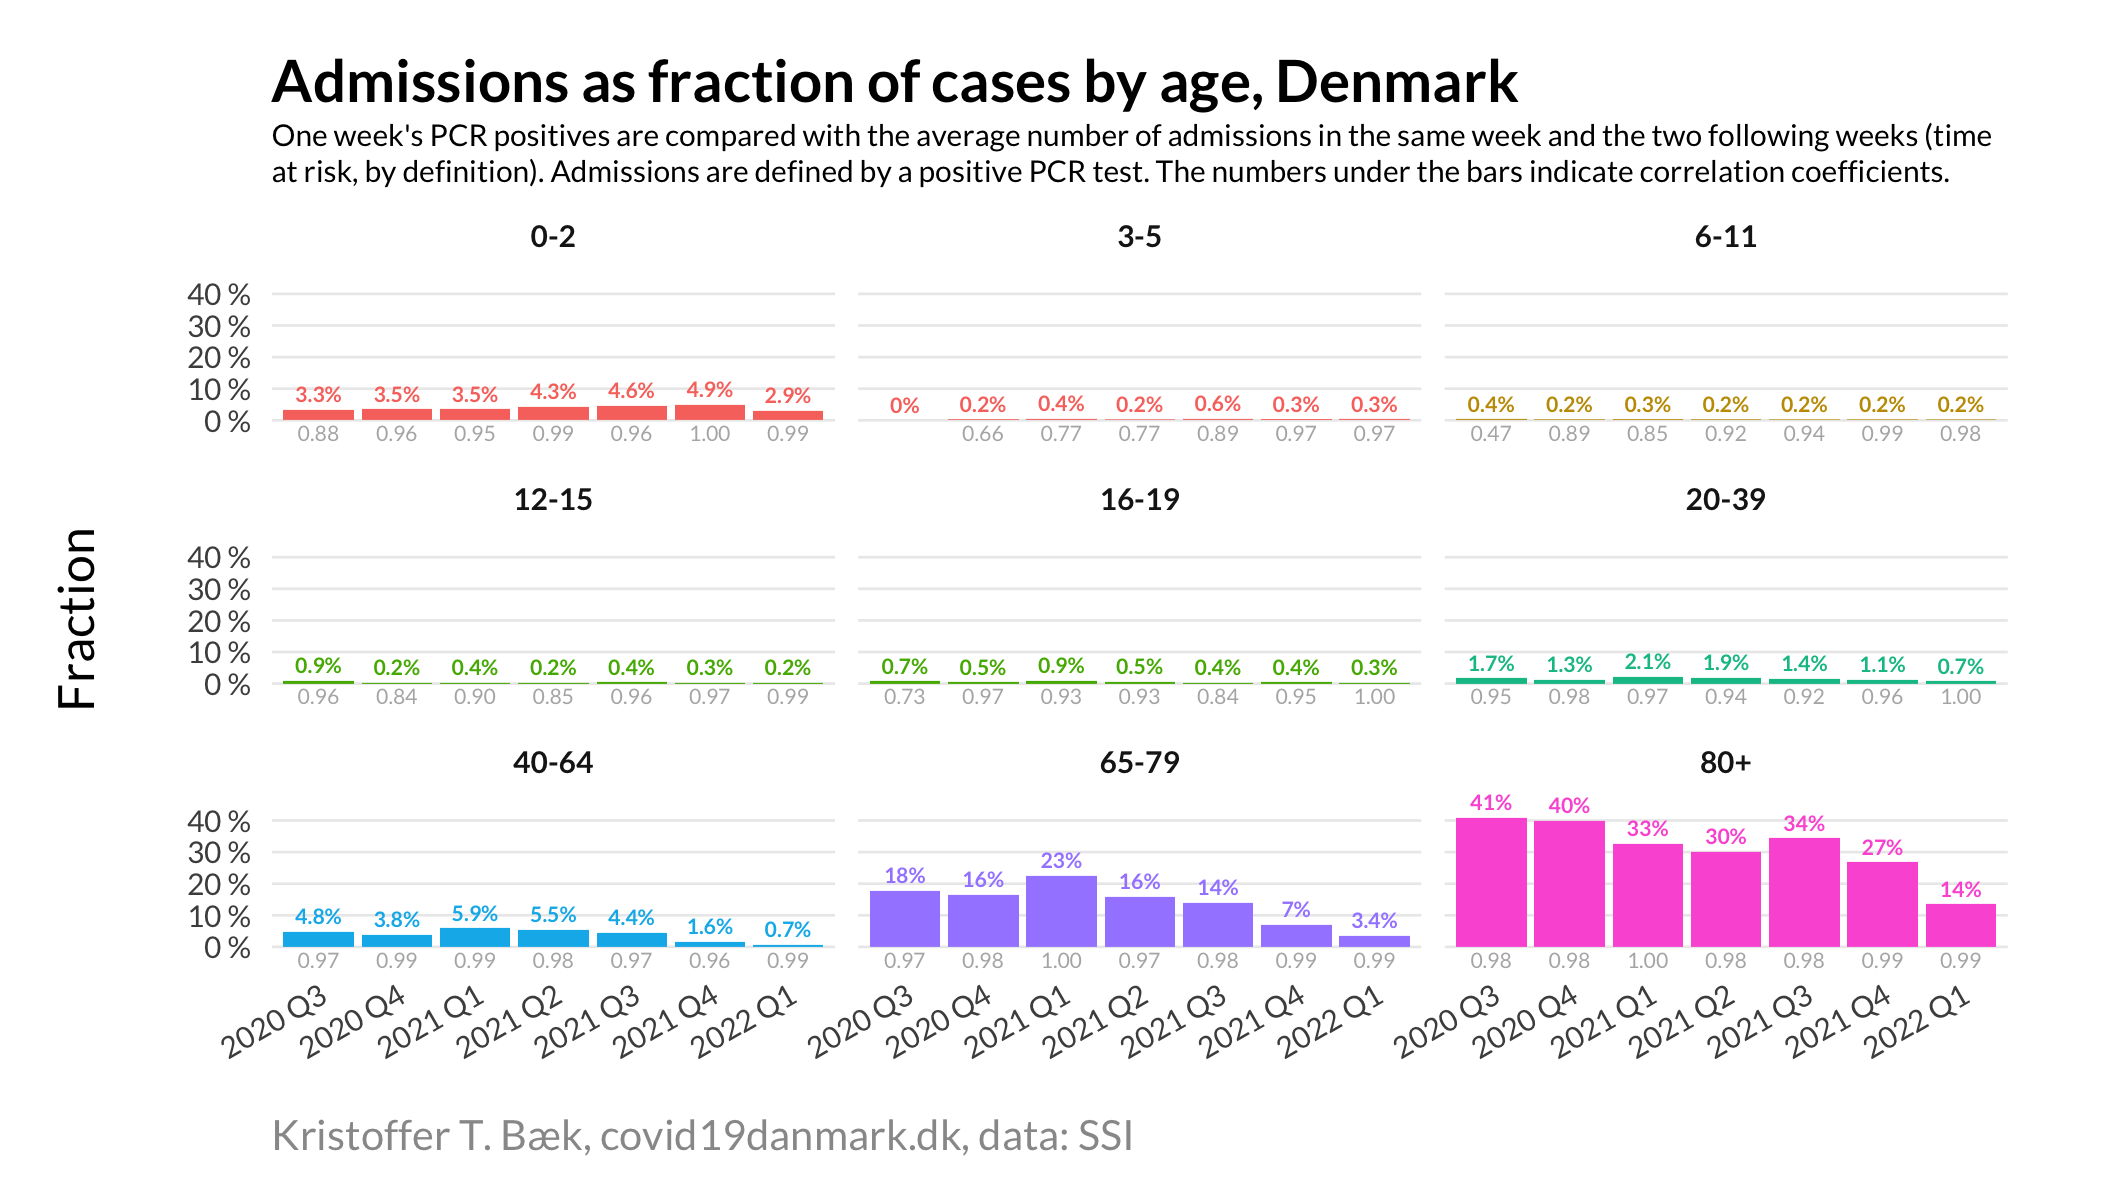 Admissions as fraction of cases by age, Denmark
One week's PCR positives are compared with the average number of admissions in the same week and the two following weeks (time
at risk, by definition). Admissions are defined by a positive PCR test. The numbers under the bars indicate correlation coefficients.
Fraction
0-2
40 %
30 %
20 %
10 %
0 %
3.3% 3.5% 3.5% 4.3% 4.6% 4.9% 2.9%
0.88 0.96 0.95 0.99 0.96 1.00 0.99
3-5
0% 0.2% 0.4% 0.2% 0.6% 0.3% 0.3%
0.66 0.77 0.77 0.89 0.97 0.97
6-11
0.4% 0.2% 0.3% 0.2% 0.2% 0.2% 0.2%
0.47 0.89 0.85 0.92 0.94 0.99 0.98
12-15
40 %
30 %
20 %
10 %
0 %
0.9% 0.2% 0.4% 0.2% 0.4% 0.3% 0.2%
0.96 0.84 0.90 0.85 0.96 0.97 0.99
16-19
0.7% 0.5% 0.9% 0.5% 0.4% 0.4% 0.3%
0.73 0.97 0.93 0.93 0.84 0.95 1.00
20-39
1.7% 1.3% 2.1% 1.9% 1.4% 1.1% 0.7%
0.95 0.98 0.97 0.94 0.92 0.96 1.00
40-64
40 %
30 %
20 %
10 %
0 %
4.8% 3.8% 5.9% 5.5% 4.4% 1.6% 0.7%
0.97 0.99 0.99 0.98 0.97 0.96 0.99
2020 Q3 2020 Q4 2021 Q1 2021 Q2 2021 Q3 2021 Q4 2022 Q1
65-79
18% 16% 23% 16% 14% 7% 3.4%
0.97 0.98 1.00 0.97 0.98 0.99 0.99
2020 Q3 2020 Q4 2021 Q1 2021 Q2 2021 Q3 2021 Q4 2022 Q1
80+
41% 40% 33% 30% 34% 27% 14%
0.98 0.98 1.00 0.98 0.98 0.99 0.99
2020 Q3 2020 Q4 2021 Q1 2021 Q2 2021 Q3 2021 Q4 2022 Q1
Kristoffer T. Bæk, covid19danmark.dk, data: SSI